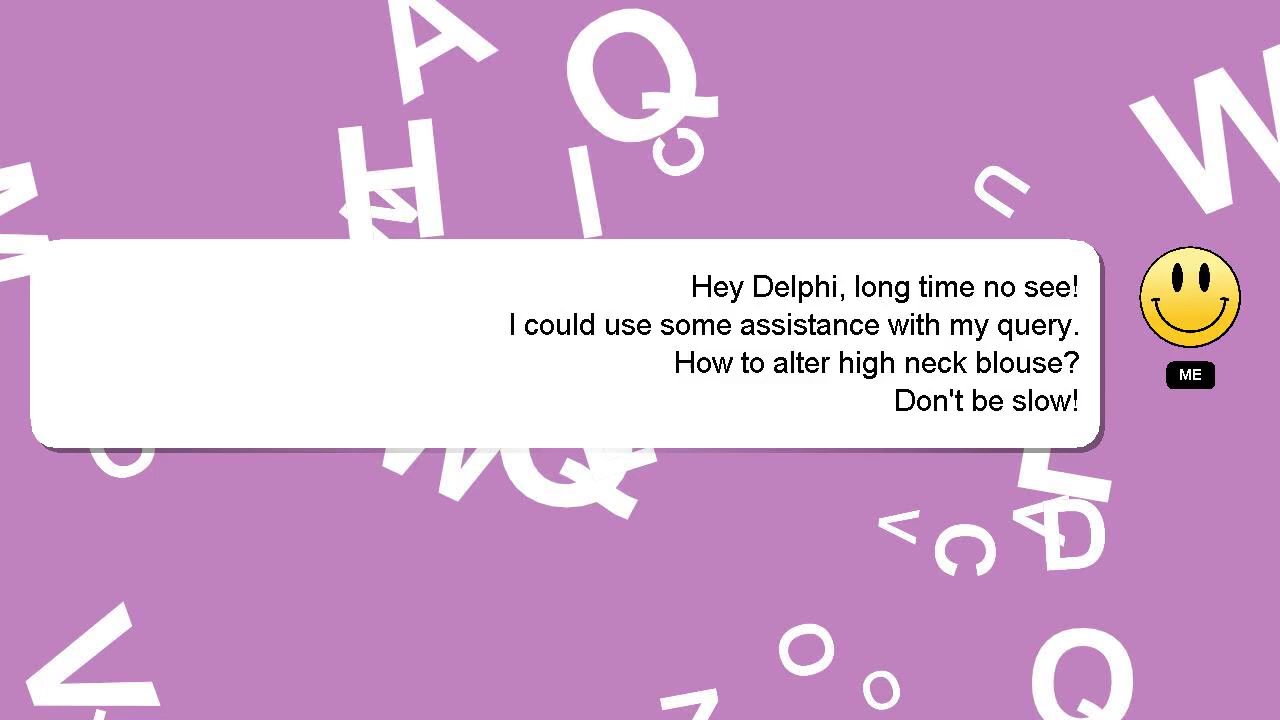 Hey Delphi, long time no see!
I could use some assistance with my query.
How to alter high neck blouse?
Don't be slow!
ME